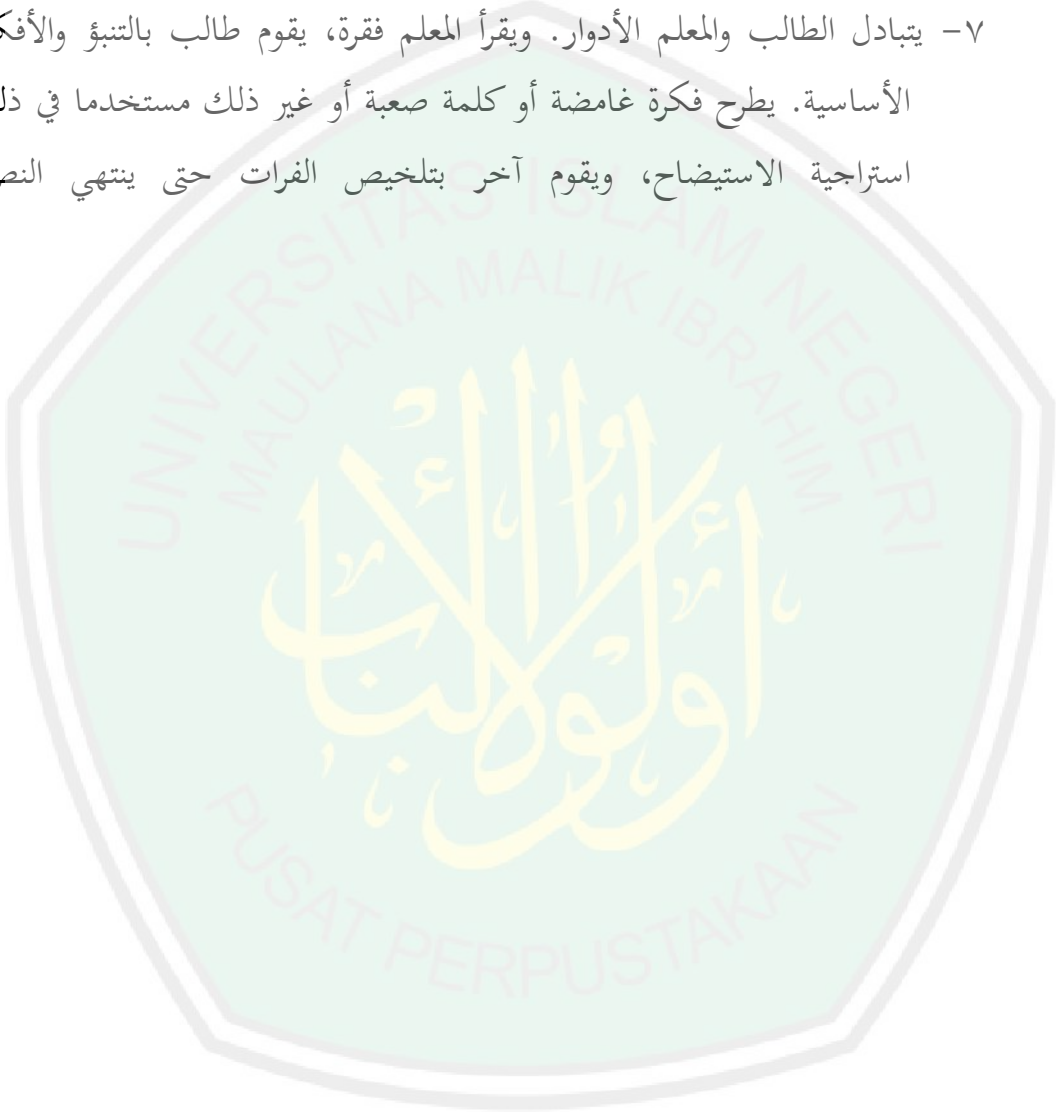 ٧- يتبادل الطالب والمعلم الأدوار. ويقرأ المعلم فقرة، يقوم طالب بالتنبؤ
الأساسية. يطرح فكرة غامضة أو كلمة صعبة أو غير ذلك مستخدما في
استراجية الاستيضاح، ويقوم آخر بتلخيص الفرات حتى ينتهي
UNIVERSITAS ISLAM NEGERI
MAULANA MALIK IBRAHIM
أولوا الألباب
PUSAT PERPUSTAKAAN